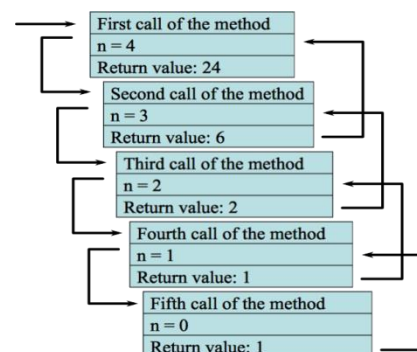 First call of the method
n = 4
Return value: 24
Second call of the method
n = 3
Return value: 6
Third call of the method
n = 2
Return value: 2
Fourth call of the method
n = 1
Return value: 1
Fifth call of the method
n = 0
Return value: 1